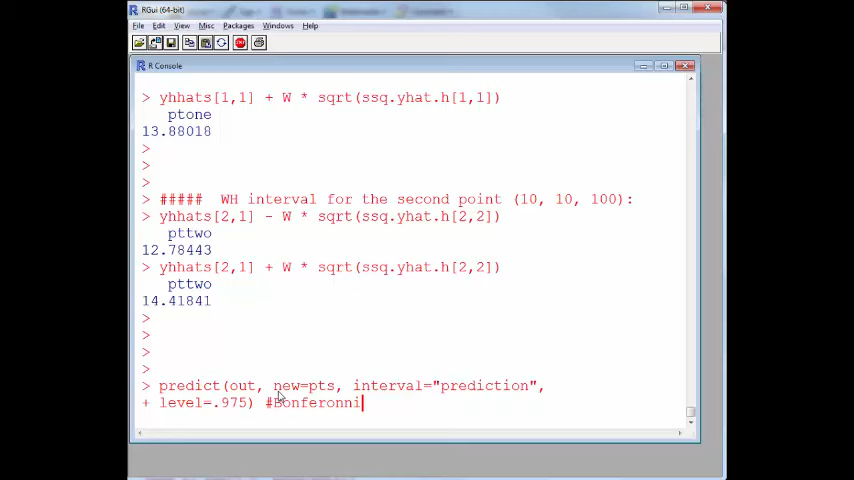 RGui (64-bit)
File Edit View Misc Packages Windows Help
R Console
> yhhats[1,1] + W * sqrt(ssq.yhat.h[1,1])
ptone
13.88018
>
>
>
> ##### WH interval for the second point (10, 10, 100):
> yhhats[2,1] - W * sqrt(ssq.yhat.h[2,2])
pttwo
12.78443
> yhhats[2,1] + W * sqrt(ssq.yhat.h[2,2])
pttwo
14.41841
>
>
>
>
> predict(out, new=pts, interval="prediction",
+ level=.975) #Bonferonni